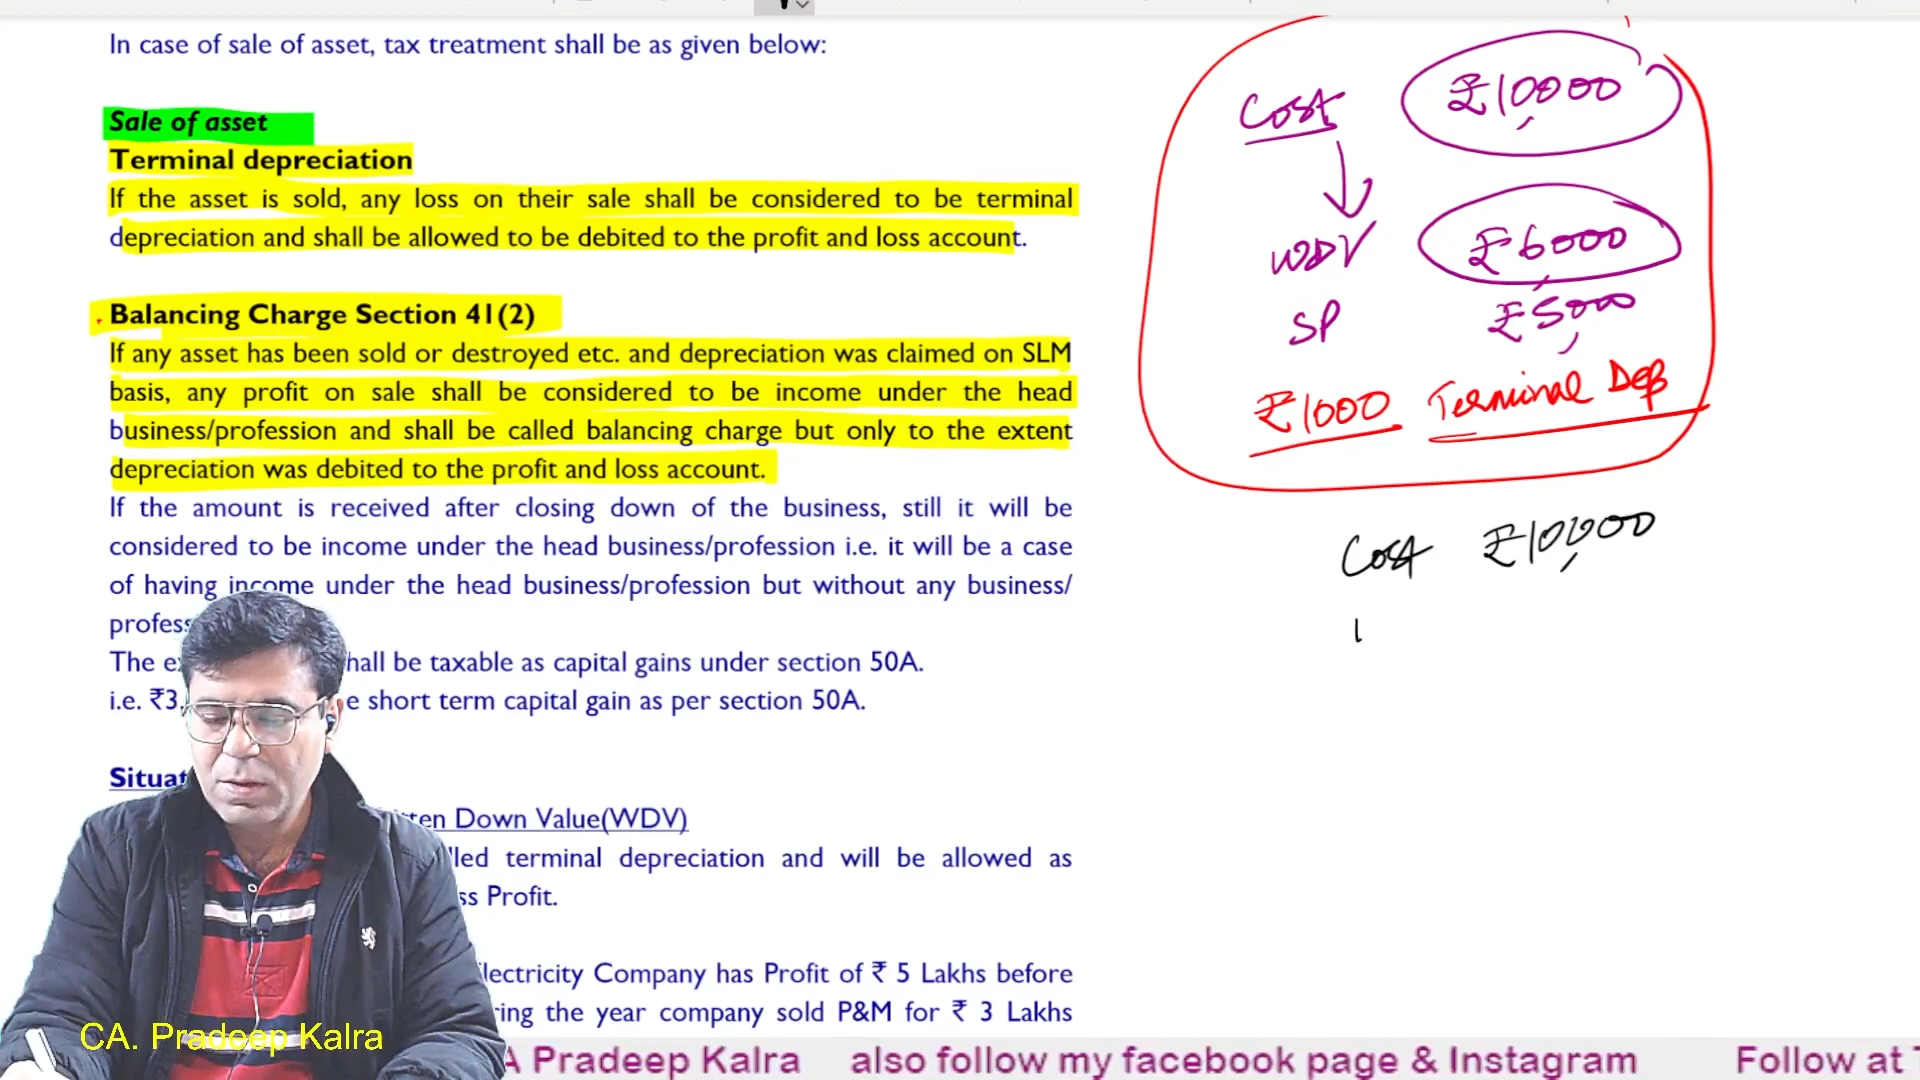 In case of sale of asset, tax treatment shall be as given below:
Sale of asset
Terminal depreciation
If the asset is sold, any loss on their sale shall be considered to be terminal
depreciation and shall be allowed to be debited to the profit and loss account.
Balancing Charge Section 41(2)
If any asset has been sold or destroyed etc. and depreciation was claimed on SLM
basis, any profit on sale shall be considered to be income under the head
business/profession and shall be called balancing charge but only to the extent
depreciation was debited to the profit and loss account.
If the amount is received after closing down of the business, still it will be
considered to be income under the head business/profession i.e. it will be a case
of having income under the head business/profession but without any business/
The hall be taxable as capital gains under section 50A.
i.e. ₹3, e short term capital gain as per section 50A.
Written Down Value(WDV)
lled terminal depreciation and will be allowed as
ss Profit.
Electricity Company has Profit of ₹ 5 Lakhs before
ring the year company sold P&M for ₹ 3 Lakhs
Cost ₹10,000
WDV ₹6,000
SP ₹5,000
₹1000 Terminal Dep
Cost ₹10,000
CA. Pradeep Kalra
A Pradeep Kalra also follow my facebook page & Instagram Follow at